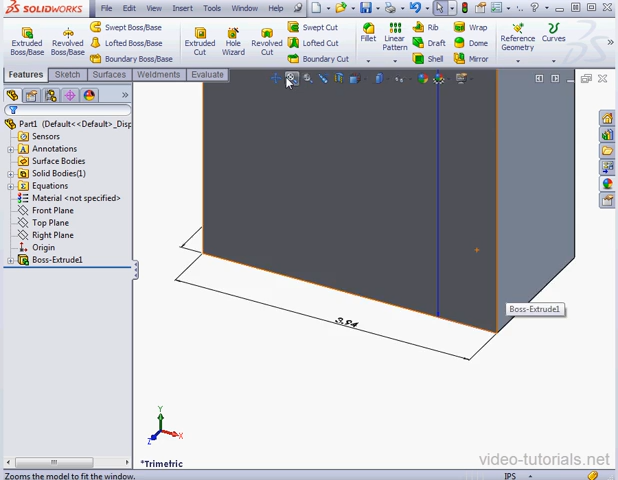 SOLIDWORKS
File
Edit
View
Insert
Tools
Extruded Boss/Base
Revolved Boss/Base
Swept Boss/Base
Lofted Boss/Base
Boundary Boss/Base
Extruded Cut
Hole Wizard
Revolved Cut
Swept Cut
Lofted Cut
Boundary Cut
Fillet
Linear Pattern
Rib
Draft
Shell
Wrap
Dome
Mirror
Reference Geometry
Curves
Features
Sketch
Surfaces
Weldments
Evaluate
Part1 (Default<<Default>_Disp
Sensors
Annotations
Surface Bodies
Solid Bodies(1)
Equations
Material <not specified>
Front Plane
Top Plane
Right Plane
Origin
Boss-Extrude1
3.54
Boss-Extrude1
Y
X
Z
*Trimetric
video-tutorials.net
Zooms the model to fit the window.
IPS